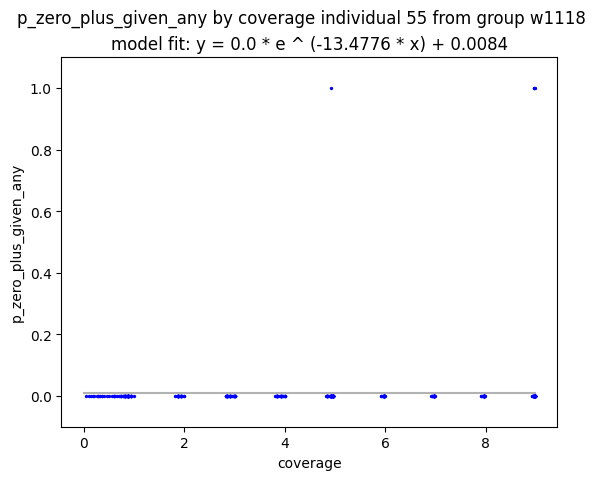 p_zero_plus_given_any by coverage individual 55 from group w1118
model fit: y = 0.0 * e ^ (-13.4776 * x) + 0.0084
1.0
0.8
0.6
0.4
0.2
0.0
p_zero_plus_given_any
0 2 4 6 8
coverage